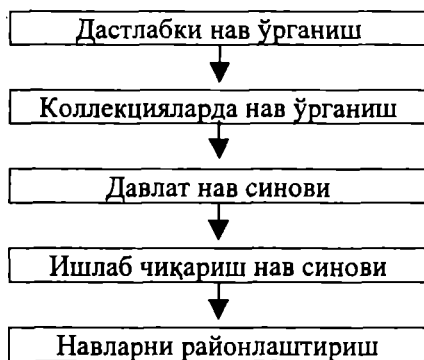 Дастлабки нав ўрганиш
Коллекцияларда нав ўрганиш
Давлат нав синови
Ишлаб чиқариш нав синови
Навларни районлаштириш